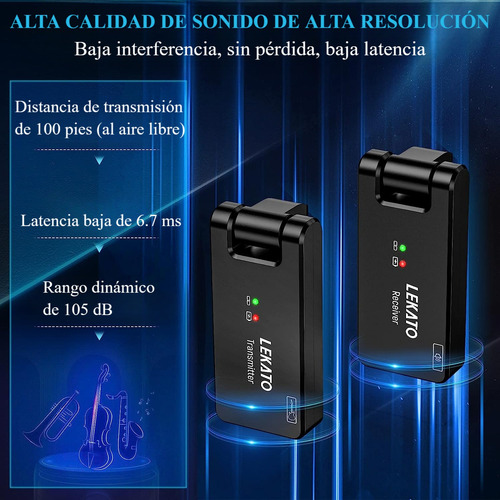 ALTA CALIDAD DE SONIDO DE ALTA RESOLUCIÓN
Baja interferencia, sin pérdida, baja latencia
Distancia de transmisión
de 100 pies (al aire libre)
Latencia baja de 6.7 ms
Rango dinámico
de 105 dB
LEKATO
Transmitter
LEKATO
Receiver